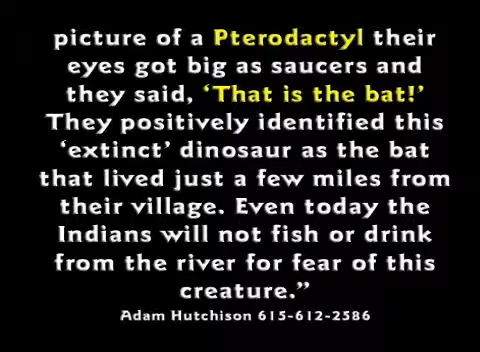 picture of a Pterodactyl their
eyes got big as saucers and
they said, ‘That is the bat!’
They positively identified this
‘extinct’ dinosaur as the bat
that lived just a few miles from
their village. Even today the
Indians will not fish or drink
from the river for fear of this
creature.”
Adam Hutchison 615-612-2586